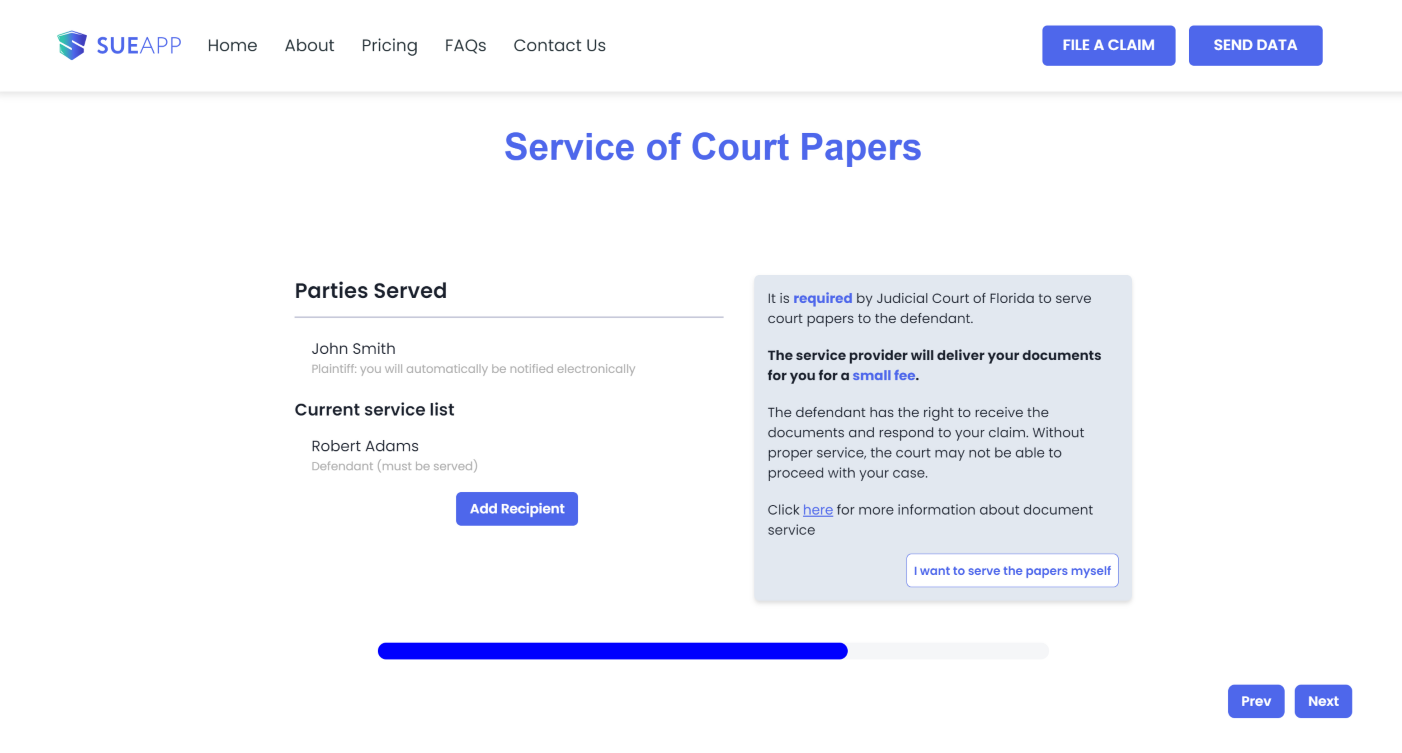 SUEAPP Home About Pricing FAQs Contact Us FILE A CLAIM SEND DATA
Service of Court Papers
Parties Served
John Smith
Plaintiff: you will automatically be notified electronically
Current service list
Robert Adams
Defendant (must be served)
Add Recipient
It is required by Judicial Court of Florida to serve
court papers to the defendant.
The service provider will deliver your documents
for you for a small fee.
The defendant has the right to receive the
documents and respond to your claim. Without
proper service, the court may not be able to
proceed with your case.
Click here for more information about document
service
I want to serve the papers myself
Prev Next